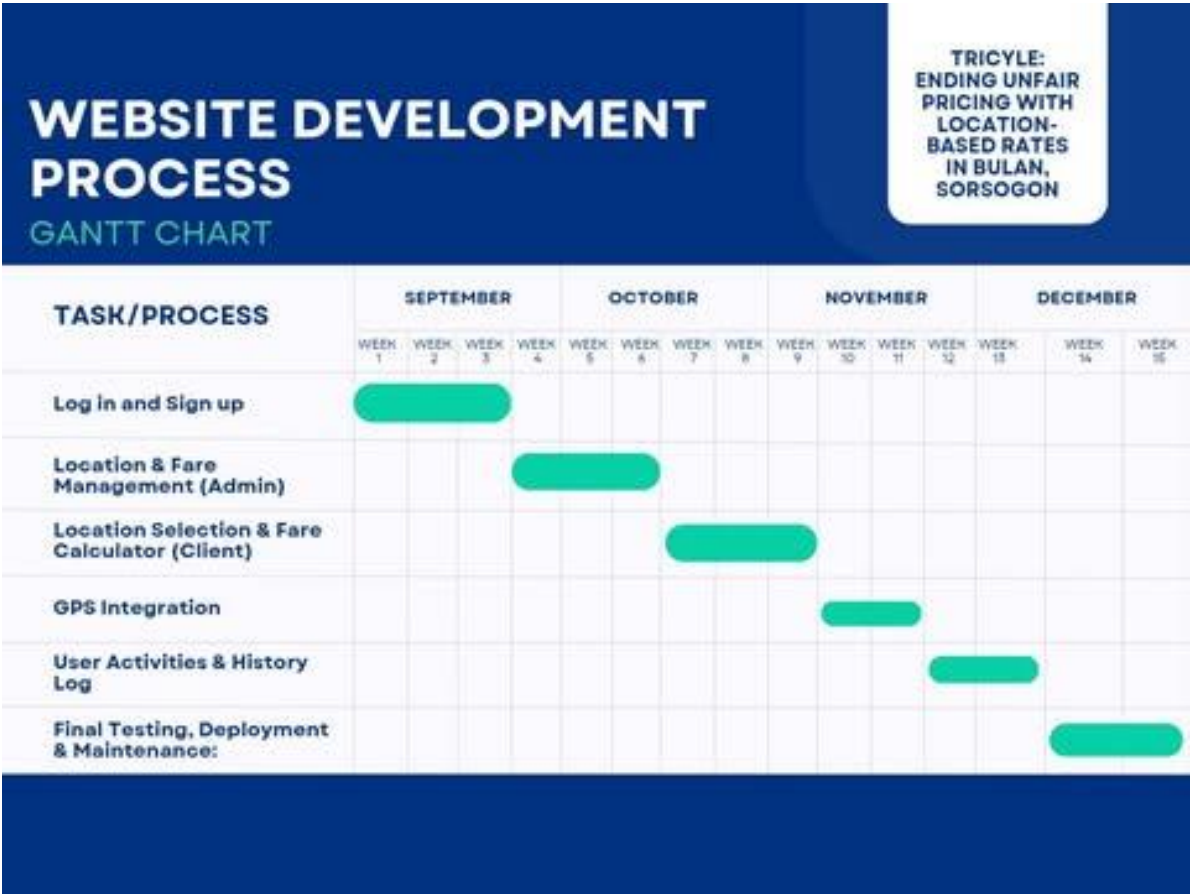 TRICYLE:
ENDING UNFAIR
PRICING WITH
LOCATION-
BASED RATES
IN BULAN,
SORSOGON
WEBSITE DEVELOPMENT
PROCESS
GANTT CHART
TASK/PROCESS
SEPTEMBER OCTOBER NOVEMBER DECEMBER
WEEK WEEK WEEK WEEK WEEK WEEK WEEK WEEK WEEK WEEK WEEK WEEK WEEK WEEK WEEK
1 2 3 4 5 6 7 8 9 10 11 12 13 14 15
Log in and Sign up
Location & Fare
Management (Admin)
Location Selection & Fare
Calculator (Client)
GPS Integration
User Activities & History
Log
Final Testing, Deployment
& Maintenance: